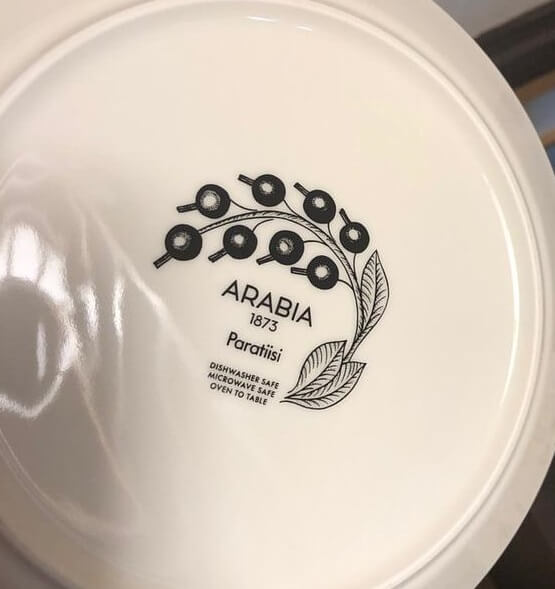 ARABIA
1873
Paratiisi
DISHWASHER SAFE
MICROWAVE SAFE
OVEN TO TABLE